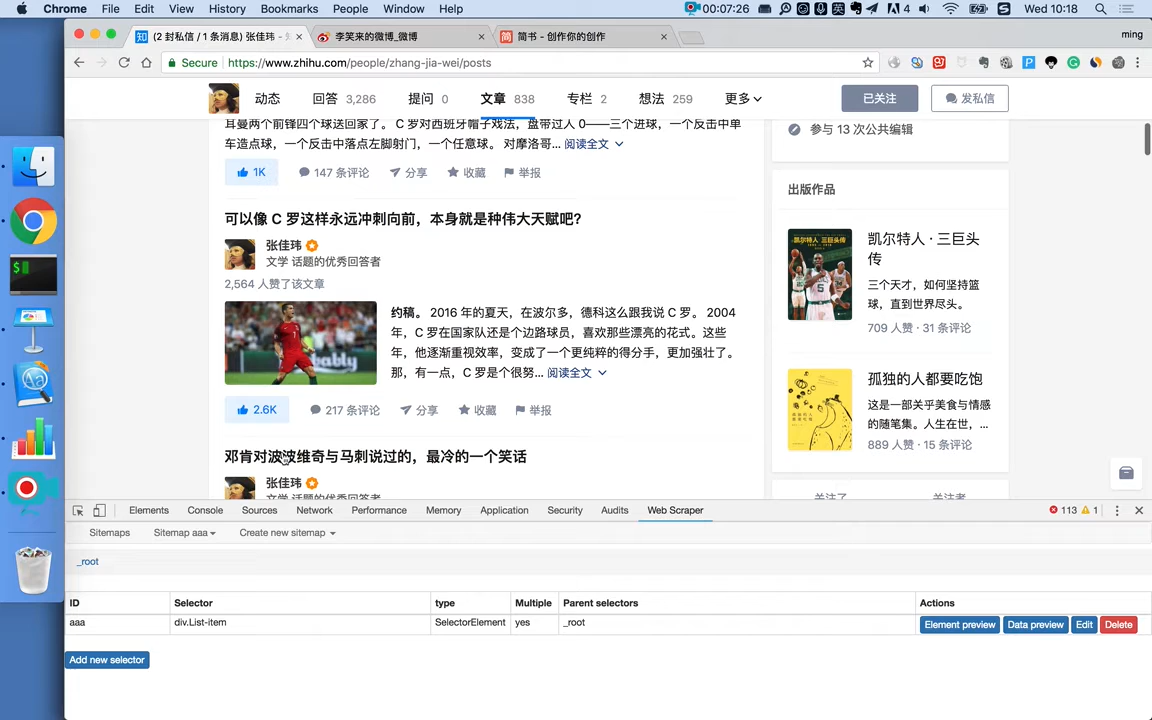 Chrome File Edit View History Bookmarks People Window Help 00:07:26 4 Wed 10:18
(2 封私信 / 1 条消息) 张佳玮 - 李笑来的微博_微博 简书 - 创作你的创作 ming
Secure https://www.zhihu.com/people/zhang-jia-wei/posts
动态 回答 3,286 提问 0 文章 838 专栏 2 想法 259 更多 已关注 发私信
耳曼两个前锋四个球送回家了。 C 罗对西班牙帽子戏法，盘带过人 0——三个进球，一个反击中单
车造点球，一个反击中落点左脚射门，一个任意球。 对摩洛哥... 阅读全文
1K 147 条评论 分享 收藏 举报
可以像 C 罗这样永远冲刺向前，本身就是种伟大天赋吧?
张佳玮
文学 话题的优秀回答者
2,564 人赞了该文章
约稿。 2016 年的夏天，在波尔多，德科这么跟我说 C 罗。 2004
年，C 罗在国家队还是个边路球员，喜欢那些漂亮的花式。这些
年，他逐渐重视效率，变成了一个更纯粹的得分手，更加强壮了。
那，有一点，C 罗是个很努... 阅读全文
2.6K 217 条评论 分享 收藏 举报
邓肯对波波维奇与马刺说过的，最冷的一个笑话
张佳玮
文学 话题的优秀回答者
参与 13 次公共编辑
出版作品
凯尔特人 · 三巨头
传
三个天才，如何坚持篮
球，直到世界尽头。
709 人赞 · 31 条评论
孤独的人都要吃饱
这是一部关乎美食与情感
的随笔集。人生在世，...
889 人赞 · 15 条评论
关注了 关注者
Elements Console Sources Network Performance Memory Application Security Audits Web Scraper 113 1
Sitemaps Sitemap aaa Create new sitemap
_root
ID Selector type Multiple Parent selectors Actions
aaa div.List-item SelectorElement yes _root Element preview Data preview Edit Delete
Add new selector